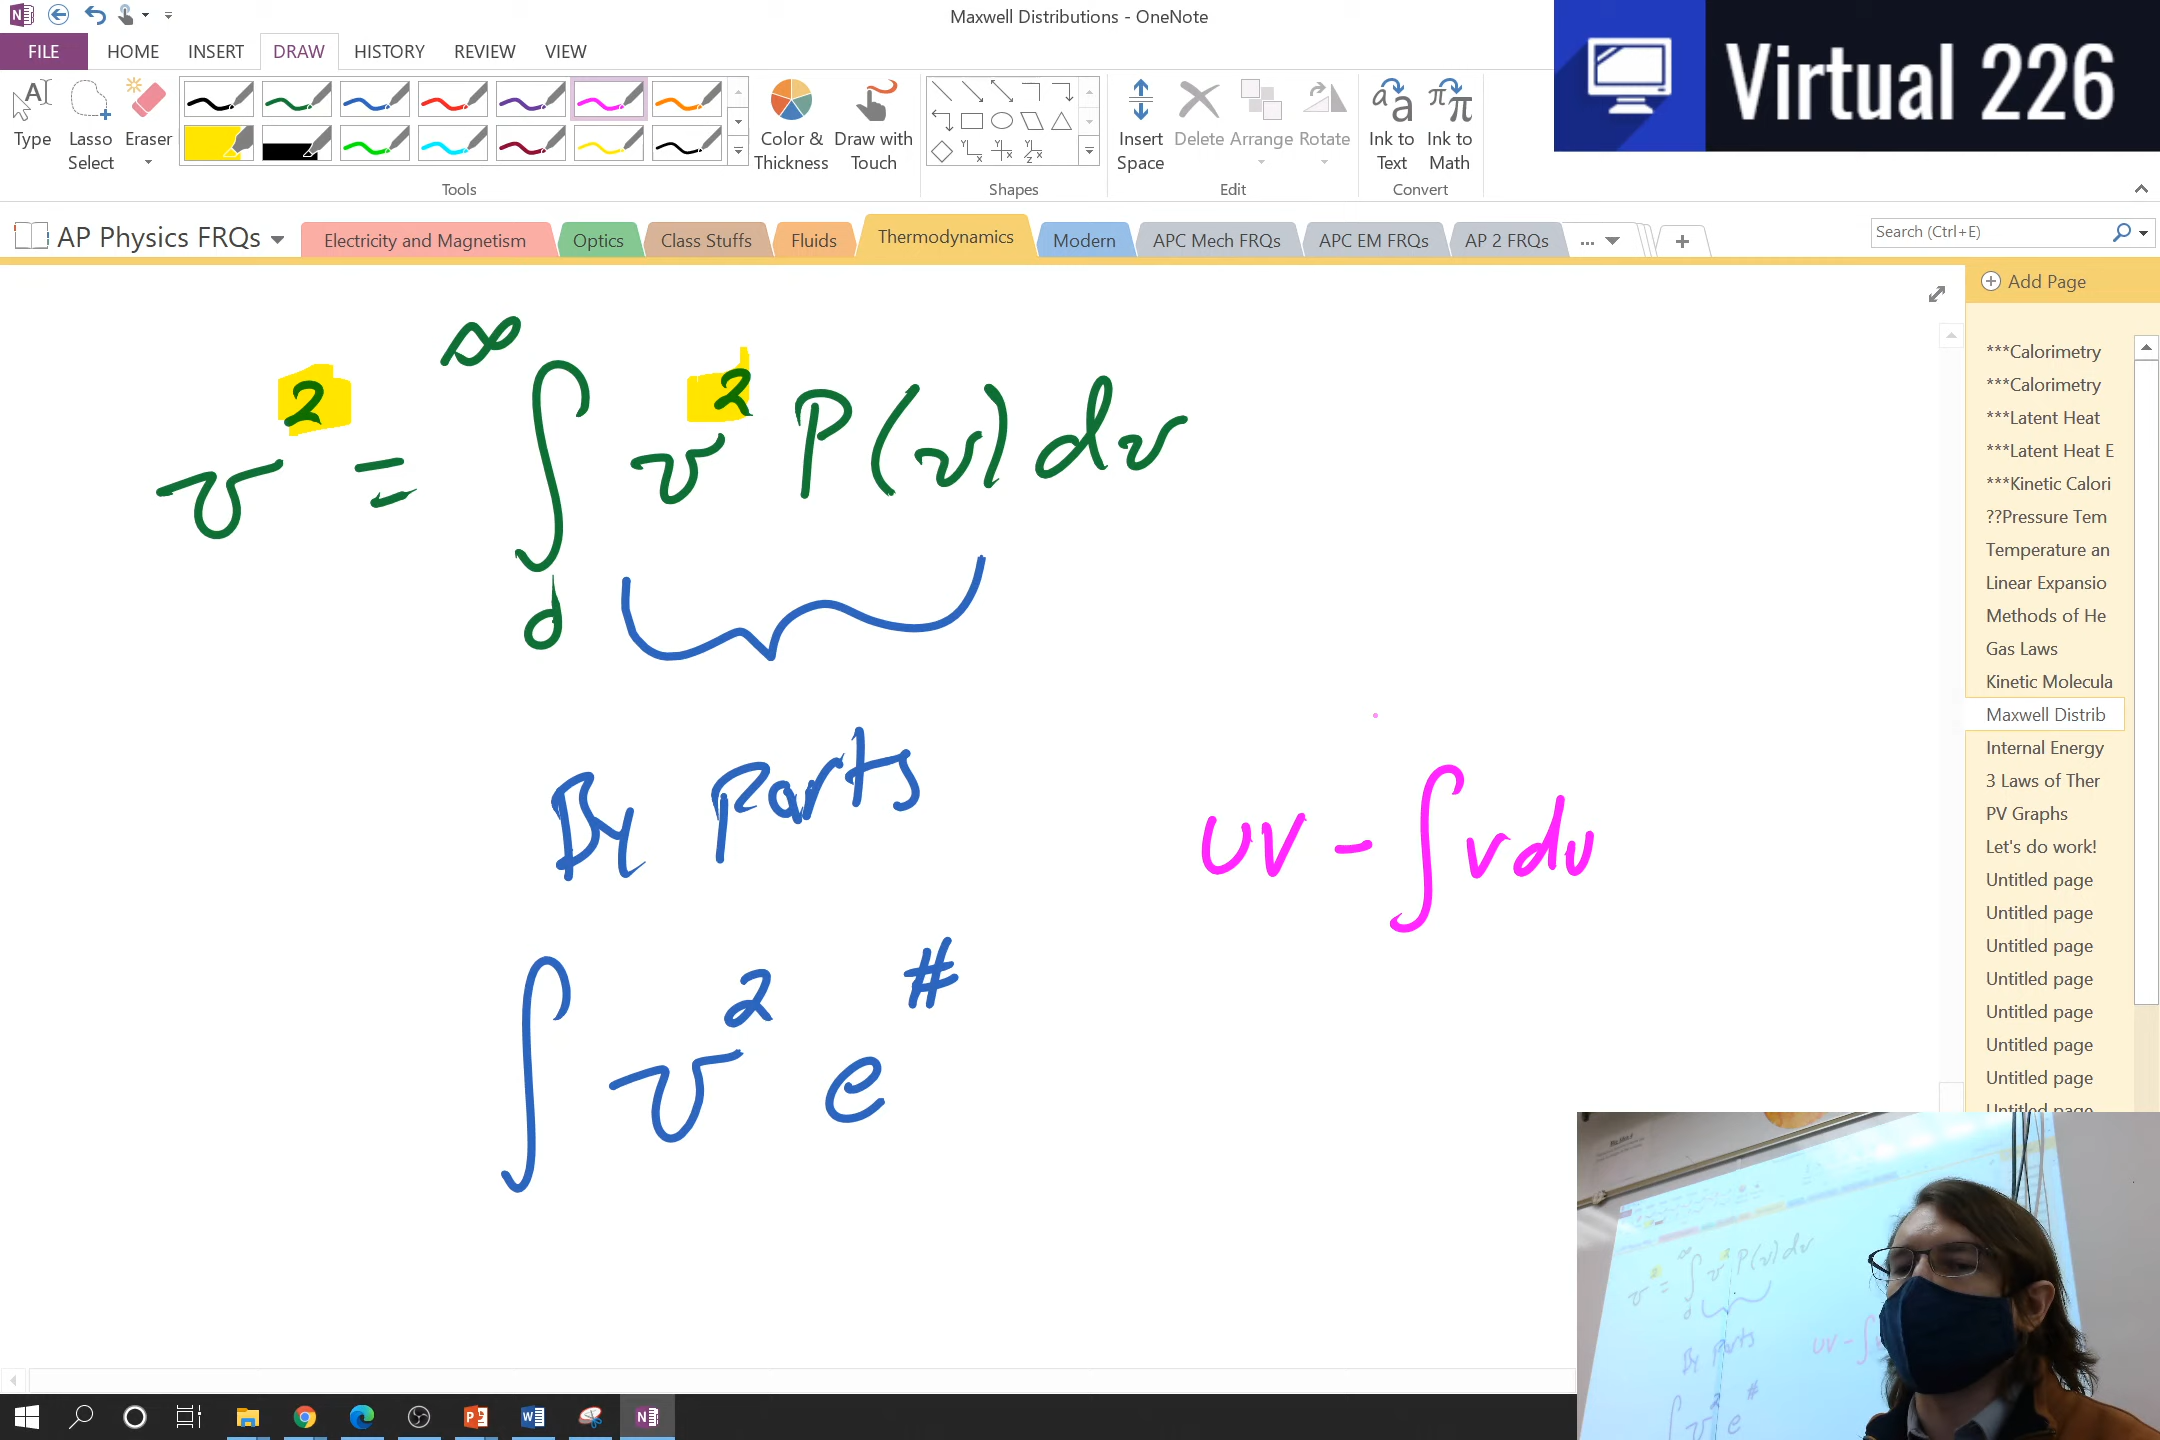 Maxwell Distributions - OneNote
Virtual 226
FILE HOME INSERT DRAW HISTORY REVIEW VIEW
Type
Lasso Select
Eraser
Color & Thickness
Draw with Touch
Insert Space
Delete
Arrange
Rotate
Ink to Text
Ink to Math
Tools
Shapes
Edit
Convert
AP Physics FRQs
Electricity and Magnetism
Optics
Class Stuffs
Fluids
Thermodynamics
Modern
APC Mech FRQs
APC EM FRQs
AP 2 FRQs
...
Search (Ctrl+E)
Add Page
***Calorimetry
***Calorimetry
***Latent Heat
***Latent Heat E
***Kinetic Calori
??Pressure Tem
Temperature an
Linear Expansio
Methods of He
Gas Laws
Kinetic Molecula
Maxwell Distrib
Internal Energy
3 Laws of Ther
PV Graphs
Let's do work!
Untitled page
Untitled page
Untitled page
Untitled page
Untitled page
Untitled page
Untitled page
Untitled page
v² = ∫₀^∞ v² P(v) dv
By Parts
uv - ∫ v du
∫ v² e^#